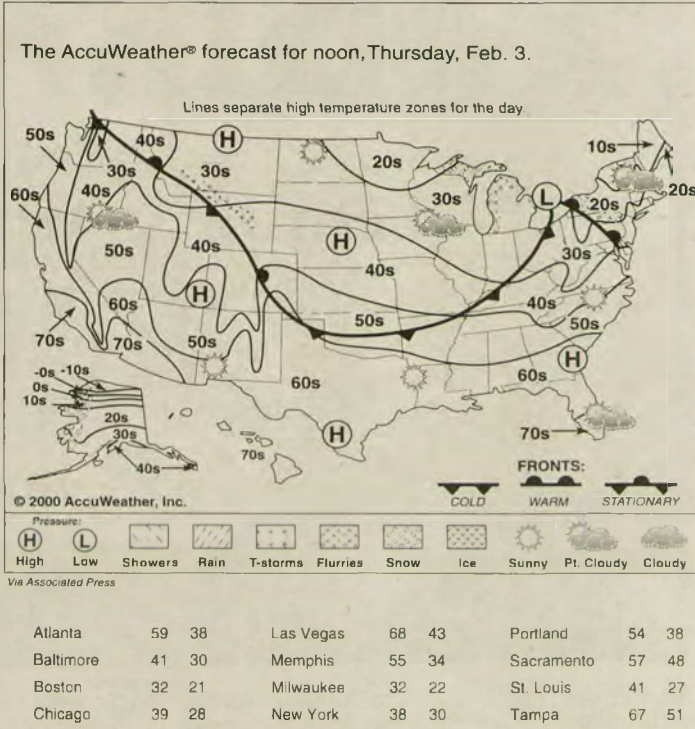 The AccuWeather® forecast for noon, Thursday, Feb. 3.
Lines separate high temperature zones for the day.
50s
40s
H
20s
10s
30s
30s
20s
60s
40s
30s
L
20s
50s
40s
H
40s
30s
60s
H
40s
50s
70s
70s
50s
50s
H
-0s
-10s
0s
10s
60s
60s
20s
30s
40s
70s
H
70s
FRONTS:
© 2000 AccuWeather, Inc.
COLD
WARM
STATIONARY
Pressure:
H
L
High
Low
Showers
Rain
T-storms
Flurries
Snow
Ice
Sunny
Pt. Cloudy
Cloudy
Via Associated Press
Atlanta 59 38 Las Vegas 68 43 Portland 54 38
Baltimore 41 30 Memphis 55 34 Sacramento 57 48
Boston 32 21 Milwaukee 32 22 St. Louis 41 27
Chicago 39 28 New York 38 30 Tampa 67 51